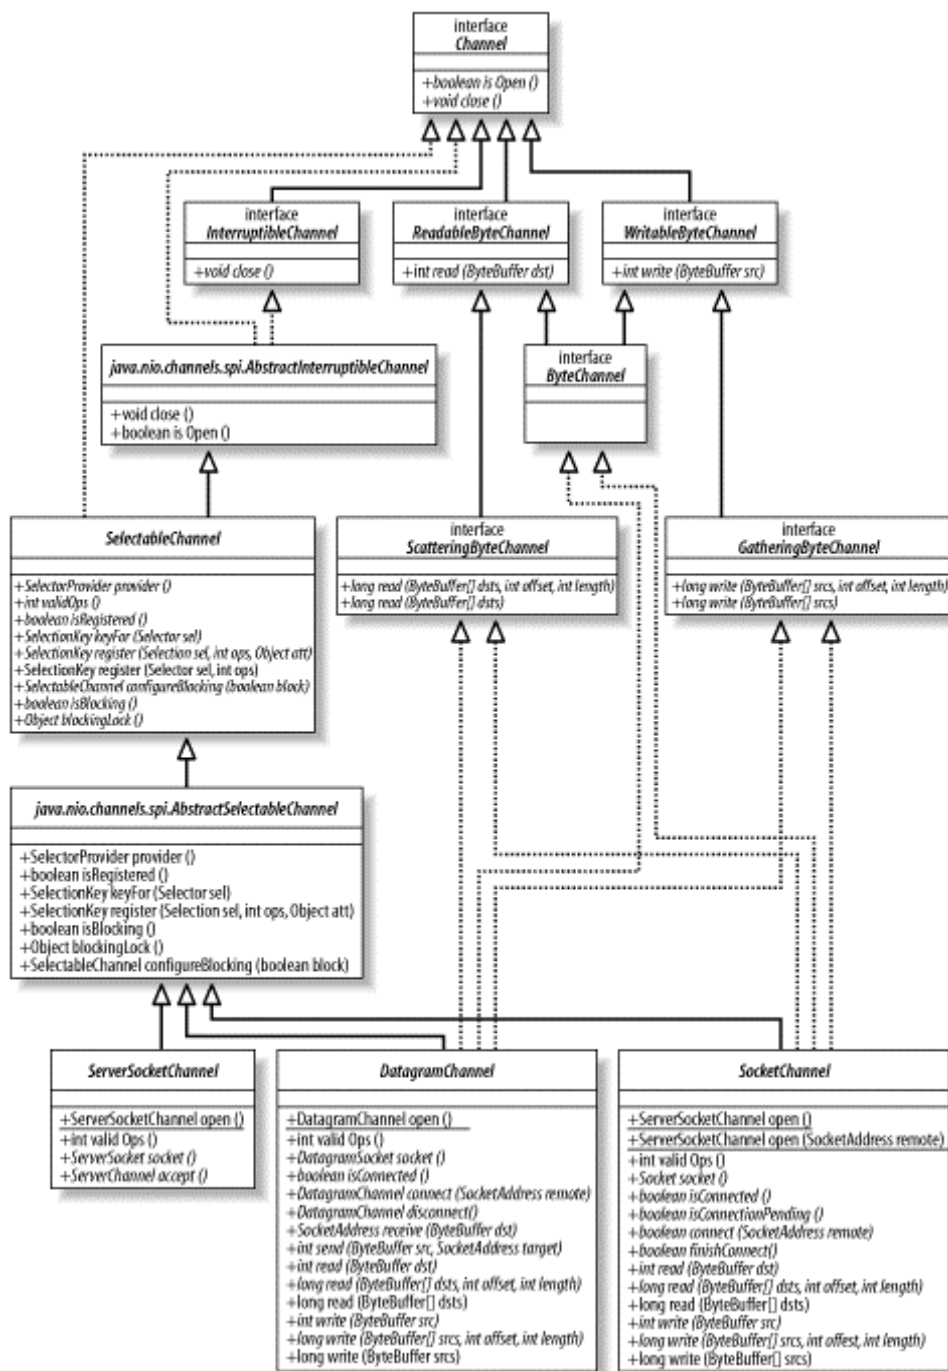 interface
Channel
+boolean is Open ()
+void close ()
interface
InterruptibleChannel
+void close ()
interface
ReadableByteChannel
+int read (ByteBuffer dst)
interface
WritableByteChannel
+int write (ByteBuffer src)
java.nio.channels.spi.AbstractInterruptibleChannel
+void close ()
+boolean is Open ()
interface
ByteChannel
SelectableChannel
+SelectorProvider provider ()
+int validOps ()
+boolean isRegistered ()
+SelectionKey keyFor (Selector sel)
+SelectionKey register (Selection sel, int ops, Object att)
+SelectionKey register (Selector sel, int ops)
+SelectableChannel configureBlocking (boolean block)
+boolean isBlocking ()
+Object blockingLock ()
interface
ScatteringByteChannel
+long read (ByteBuffer[] dsts, int offset, int length)
+long read (ByteBuffer[] dsts)
interface
GatheringByteChannel
+long write (ByteBuffer[] srcs, int offset, int length)
+long write (ByteBuffer[] srcs)
java.nio.channels.spi.AbstractSelectableChannel
+SelectorProvider provider ()
+boolean isRegistered ()
+SelectionKey keyFor (Selector sel)
+SelectionKey register (Selection sel, int ops, Object att)
+boolean isBlocking ()
+Object blockingLock ()
+SelectableChannel configureBlocking (boolean block)
ServerSocketChannel
+ServerSocketChannel open ()
+int valid Ops ()
+ServerSocket socket ()
+ServerChannel accept ()
DatagramChannel
+DatagramChannel open ()
+int valid Ops ()
+DatagramSocket socket ()
+boolean isConnected ()
+DatagramChannel connect (SocketAddress remote)
+DatagramChannel disconnect()
+SocketAddress receive (ByteBuffer dst)
+int send (ByteBuffer src, SocketAddress target)
+int read (ByteBuffer dst)
+long read (ByteBuffer[] dsts, int offset, int length)
+long read (ByteBuffer[] dsts)
+int write (ByteBuffer src)
+long write (ByteBuffer[] srcs, int offset, int length)
+long write (ByteBuffer srcs)
SocketChannel
+ServerSocketChannel open ()
+ServerSocketChannel open (SocketAddress remote)
+int valid Ops ()
+Socket socket ()
+boolean isConnected ()
+boolean isConnectionPending ()
+boolean connect (SocketAddress remote)
+boolean finishConnect()
+int read (ByteBuffer dst)
+long read (ByteBuffer[] dsts, int offset, int length)
+long read (ByteBuffer[] dsts)
+int write (ByteBuffer src)
+long write (ByteBuffer[] srcs, int offest, int length)
+long write (ByteBuffer[] srcs)